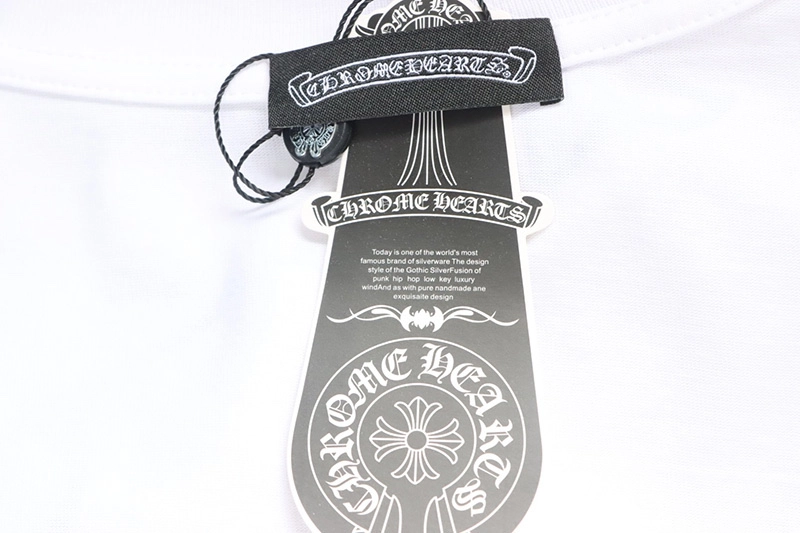 CHROME HEARTS
CHROMEHEARTS®
CHROME HEARTS
Today is one of the world's most
famous brand of silverware The design
style of the Gothic SilverFusion of
punk hip hop low key luxury
windAnd as with pure nandmade ane
exquisaite design
CHROME HEARTS